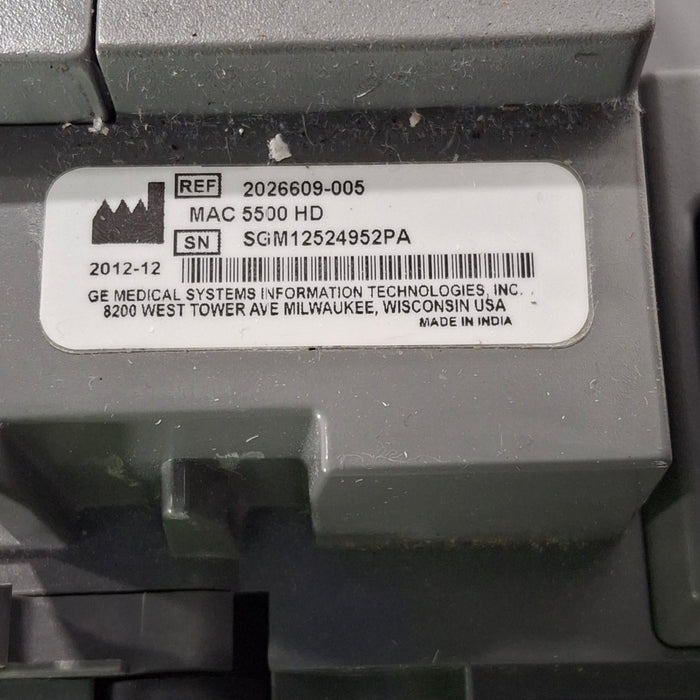 REF 2026609-005
MAC 5500 HD
SN SGM12524952PA
2012-12
GE MEDICAL SYSTEMS INFORMATION TECHNOLOGIES, INC.
8200 WEST TOWER AVE MILWAUKEE, WISCONSIN USA
MADE IN INDIA